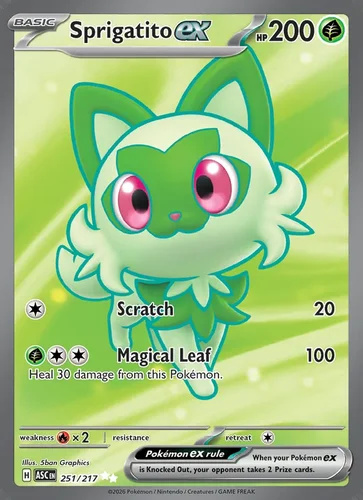 BASIC
Sprigatito ex HP 200
Scratch 20
Magical Leaf 100
Heal 30 damage from this Pokémon.
weakness × 2 resistance retreat
Illus. 5ban Graphics
Pokémon ex rule
When your Pokémon ex
is Knocked Out, your opponent takes 2 Prize cards.
H ASC EN 251/217
©2026 Pokémon / Nintendo / Creatures / GAME FREAK